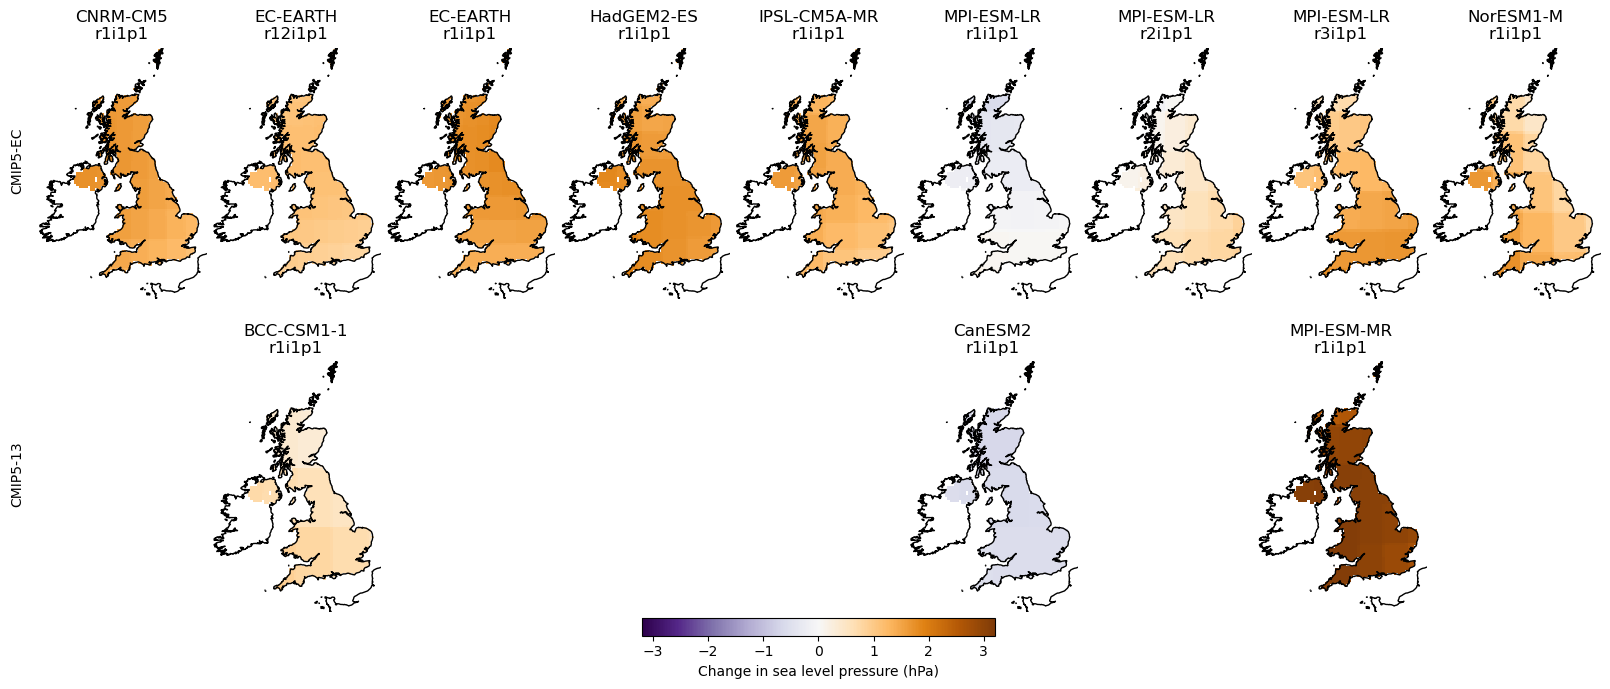 CNRM-CM5
r1i1p1
EC-EARTH
r12i1p1
EC-EARTH
r1i1p1
HadGEM2-ES
r1i1p1
IPSL-CM5A-MR
r1i1p1
MPI-ESM-LR
r1i1p1
MPI-ESM-LR
r2i1p1
MPI-ESM-LR
r3i1p1
NorESM1-M
r1i1p1
CMIP5-EC
BCC-CSM1-1
r1i1p1
CanESM2
r1i1p1
MPI-ESM-MR
r1i1p1
CMIP5-13
−3 −2 −1 0 1 2 3
Change in sea level pressure (hPa)